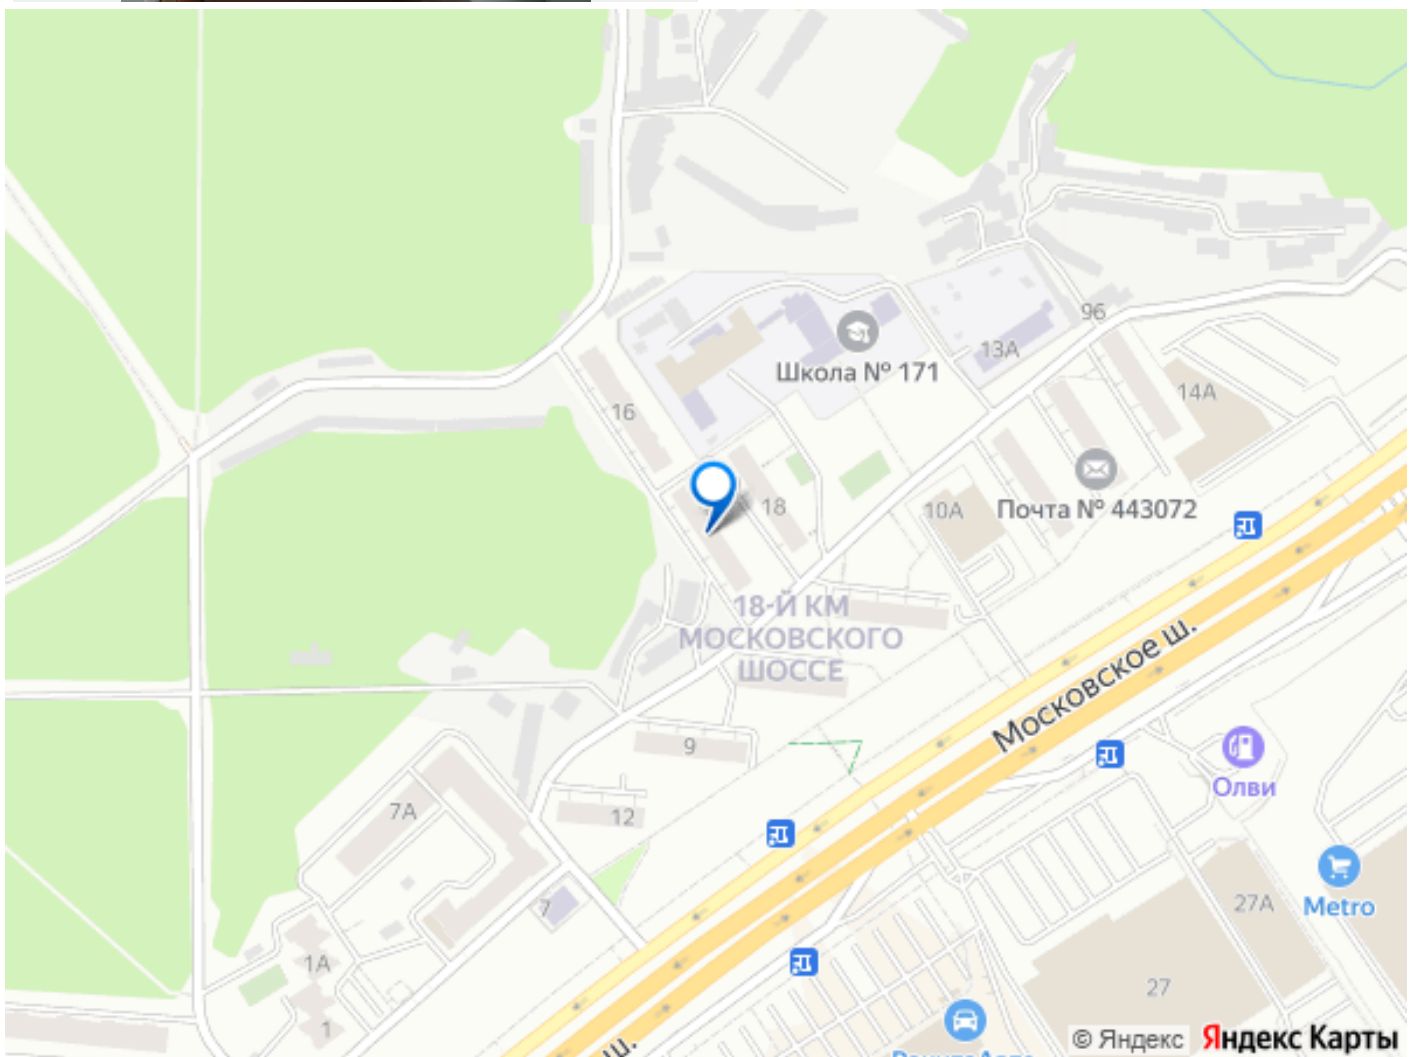 96
Школа № 171
13А
14А
16
18
10А
Почта № 443072
18-Й КМ
МОСКОВСКОГО
ШОССЕ
Московское ш.
9
Олви
7А
12
27А
Metro
7
1А
27
1
ш.
© Яндекс
Яндекс Карты